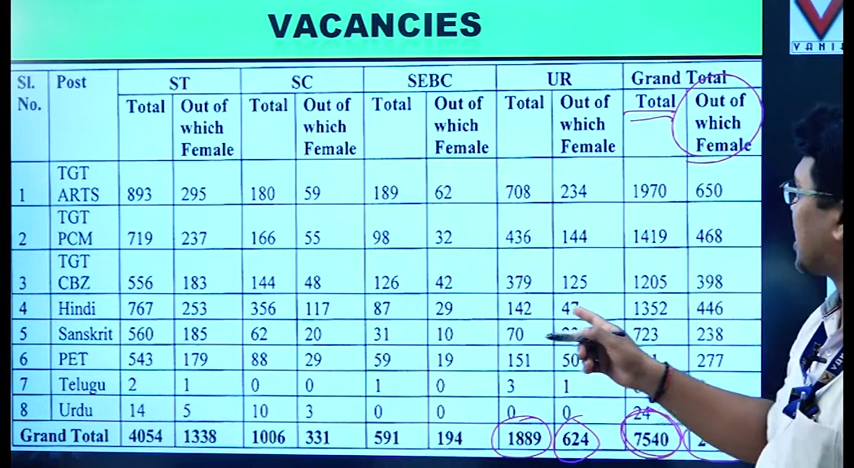 VACANCIES
VANI
Sl. No. Post ST SC SEBC UR Grand Total
Total Out of which Female Total Out of which Female Total Out of which Female Total Out of which Female Total Out of which Female
1 TGT ARTS 893 295 180 59 189 62 708 234 1970 650
2 TGT PCM 719 237 166 55 98 32 436 144 1419 468
3 TGT CBZ 556 183 144 48 126 42 379 125 1205 398
4 Hindi 767 253 356 117 87 29 142 47 1352 446
5 Sanskrit 560 185 62 20 31 10 70 723 238
6 PET 543 179 88 29 59 19 151 50 277
7 Telugu 2 1 0 0 1 0 3 1
8 Urdu 14 5 10 3 0 0 0 0 24
Grand Total 4054 1338 1006 331 591 194 1889 624 7540